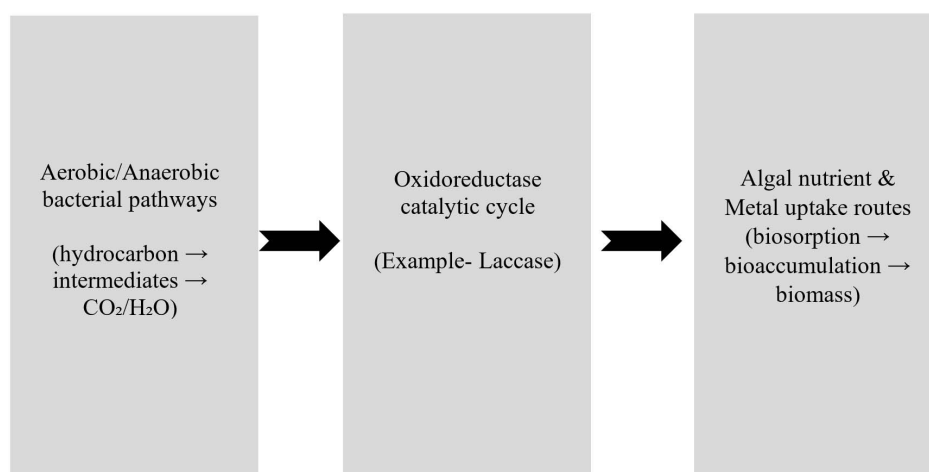 Aerobic/Anaerobic
bacterial pathways
(hydrocarbon →
intermediates →
CO₂/H₂O)
Oxidoreductase
catalytic cycle
(Example- Laccase)
Algal nutrient &
Metal uptake routes
(biosorption →
bioaccumulation →
biomass)